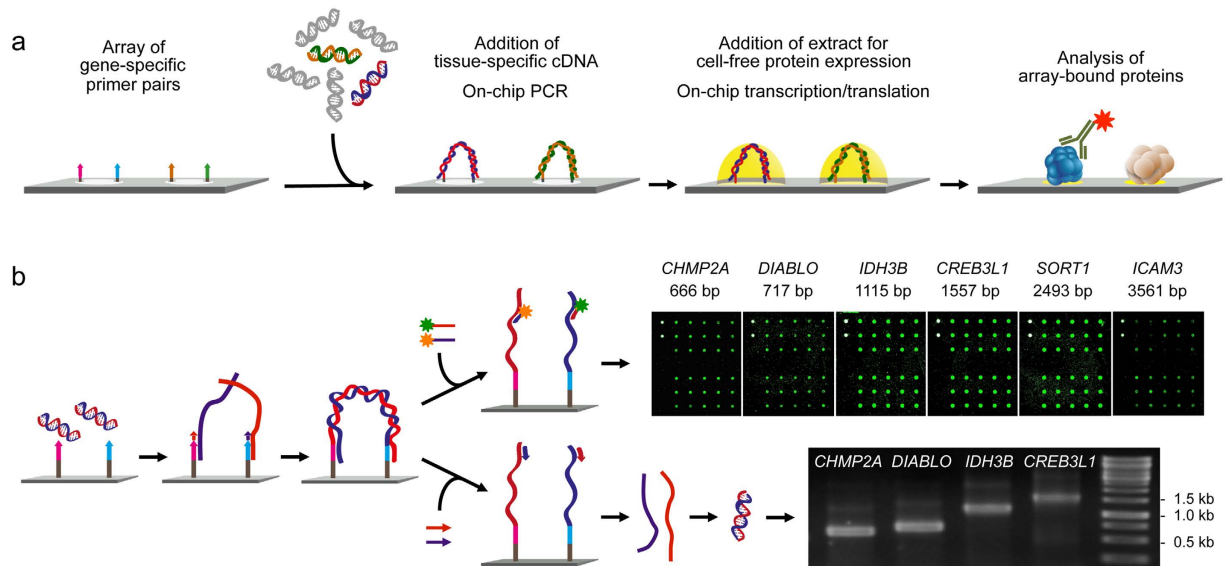 a
Array of
gene-specific
primer pairs
Addition of
tissue-specific cDNA
On-chip PCR
Addition of extract for
cell-free protein expression
On-chip transcription/translation
Analysis of
array-bound proteins
b
CHMP2A DIABLO IDH3B CREB3L1 SORT1 ICAM3
666 bp 717 bp 1115 bp 1557 bp 2493 bp 3561 bp
CHMP2A DIABLO IDH3B CREB3L1
- 1.5 kb
- 1.0 kb
- 0.5 kb